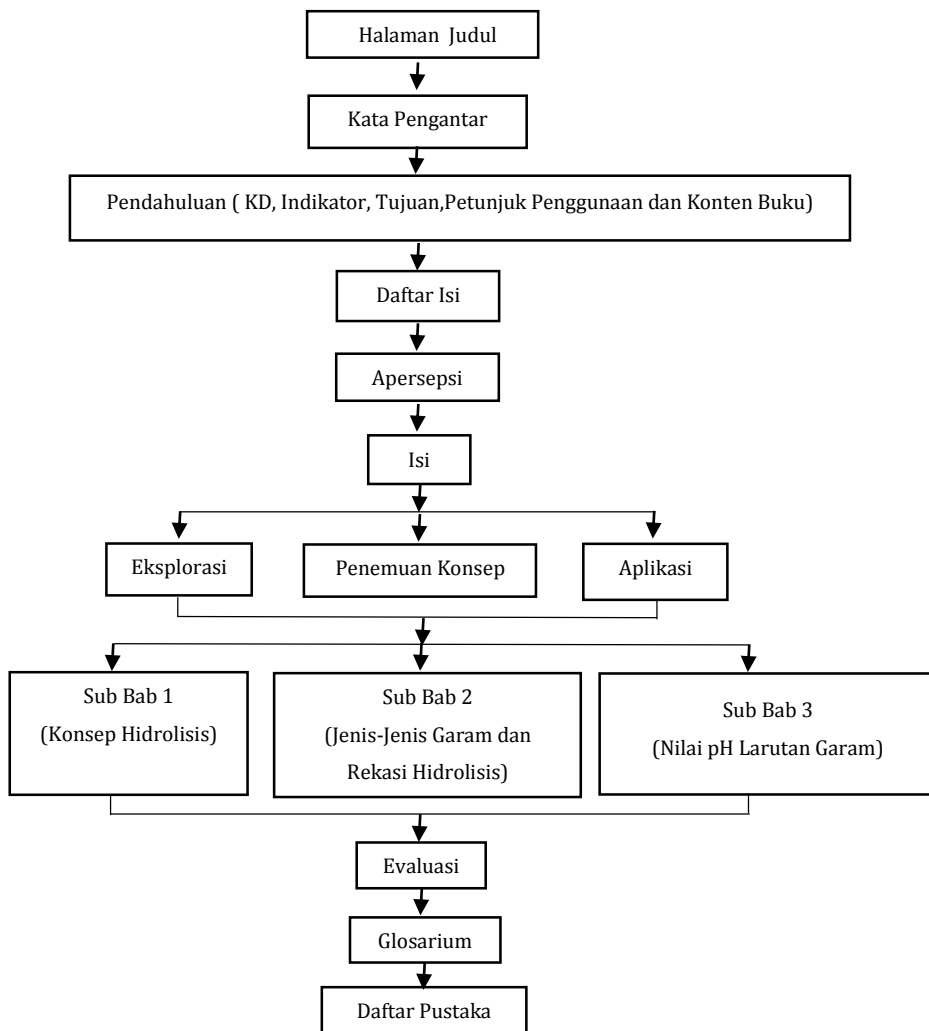 Halaman Judul
Kata Pengantar
Pendahuluan ( KD, Indikator, Tujuan,Petunjuk Penggunaan dan Konten Buku)
Daftar Isi
Apersepsi
Isi
Eksplorasi
Penemuan Konsep
Aplikasi
Sub Bab 1
(Konsep Hidrolisis)
Sub Bab 2
(Jenis-Jenis Garam dan
Rekasi Hidrolisis)
Sub Bab 3
(Nilai pH Larutan Garam)
Evaluasi
Glosarium
Daftar Pustaka